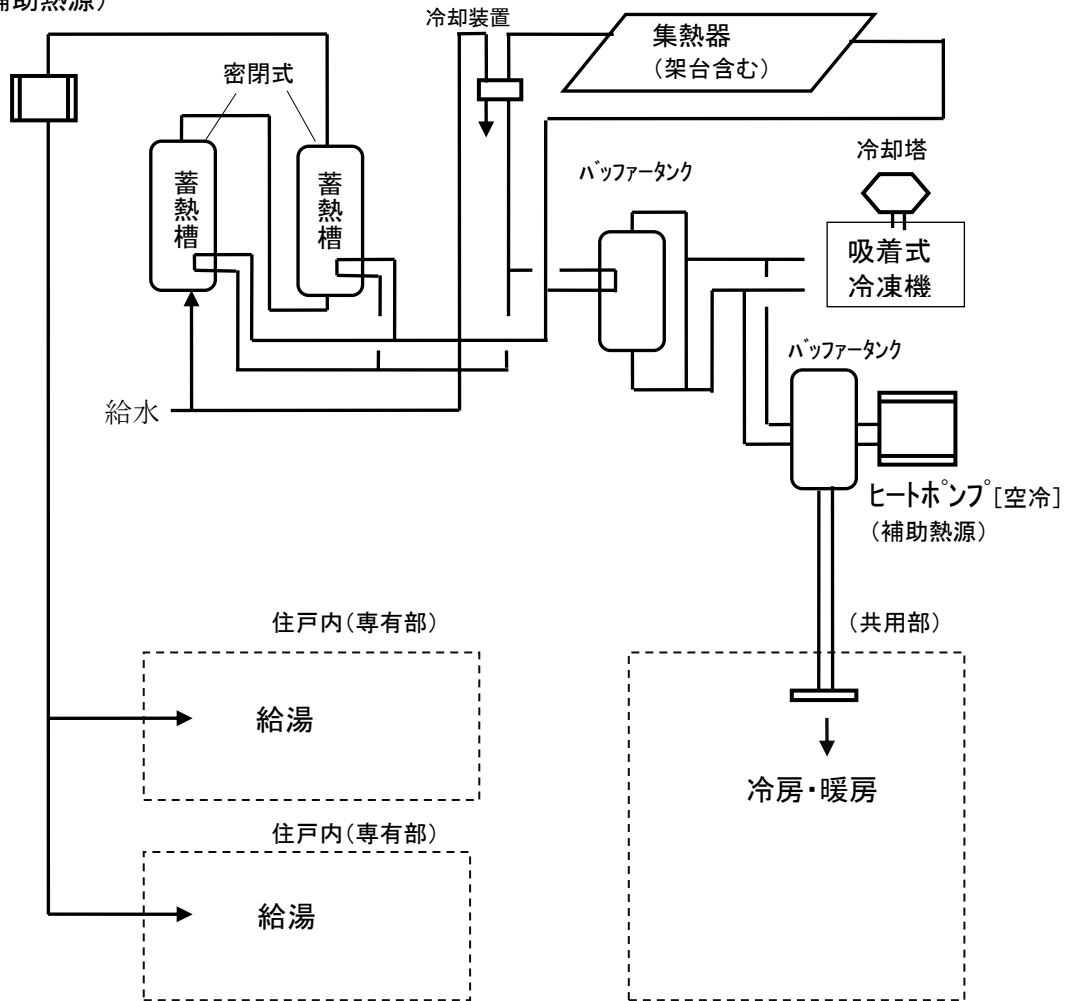 補助熱源）
冷却装置
集熱器
（架台含む）
密閉式
蓄熱槽
蓄熱槽
バッファータンク
冷却塔
吸着式
冷凍機
バッファータンク
給水
ヒートポンプ[空冷]
（補助熱源）
住戸内（専有部）
（共用部）
給湯
冷房・暖房
住戸内（専有部）
給湯